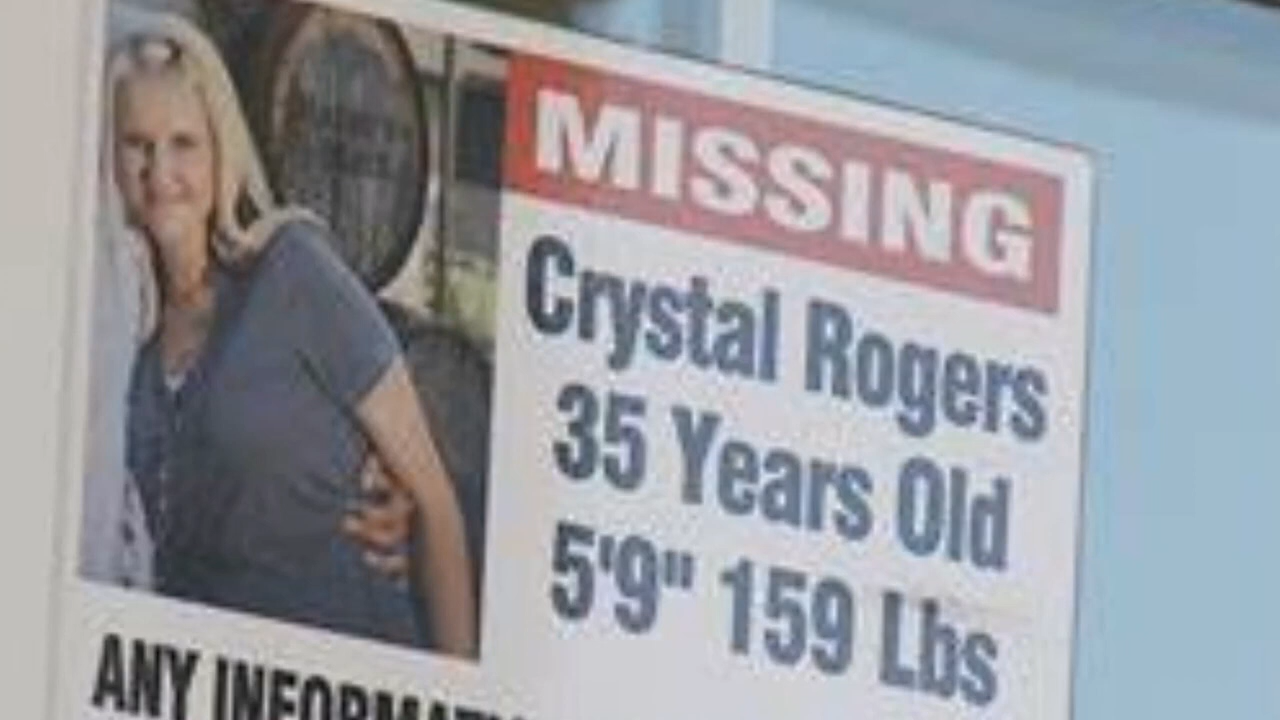 MISSING
Crystal Rogers
35 Years Old
5'9" 159 Lbs
ANY